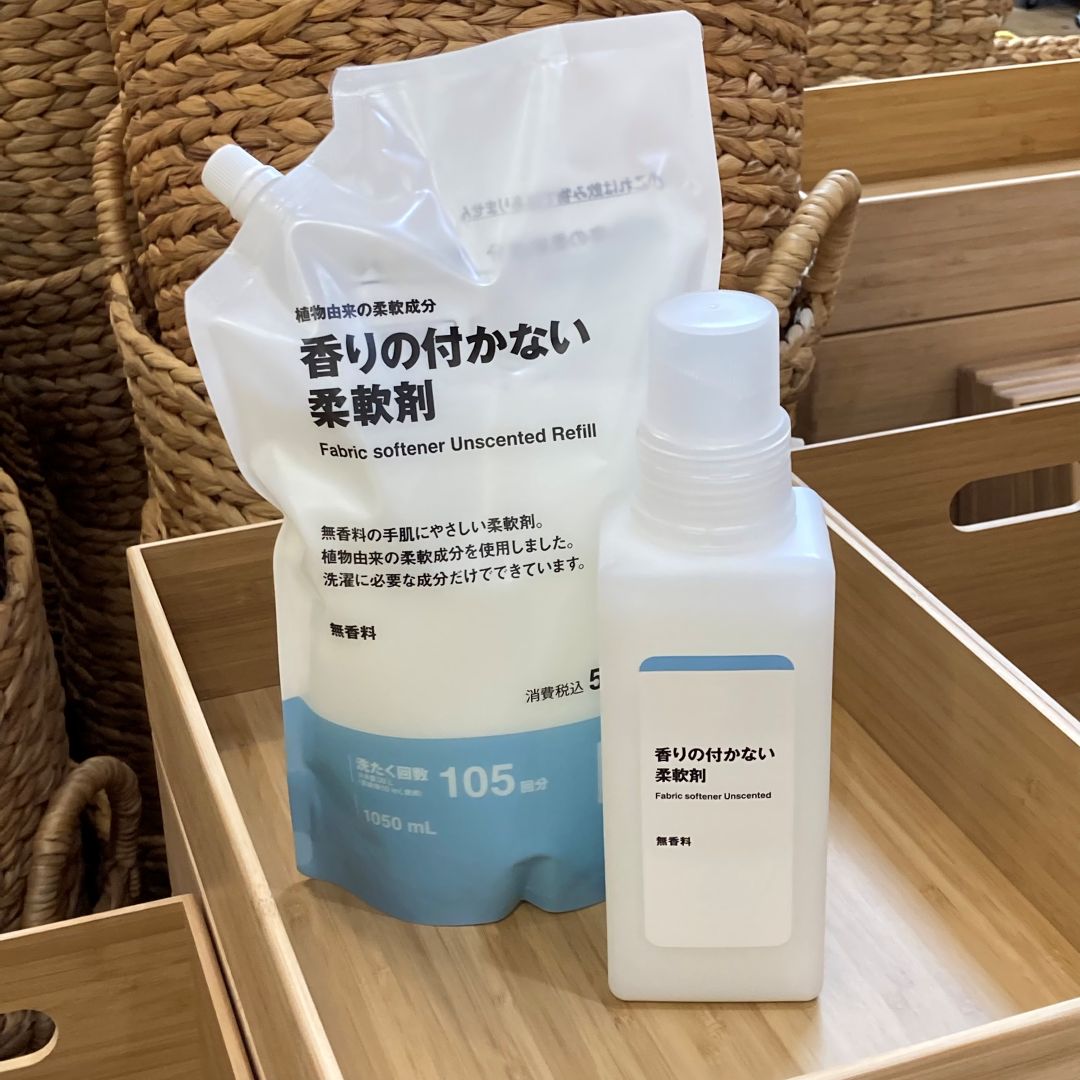 植物由来の柔軟成分
香りの付かない
柔軟剤
Fabric softener Unscented Refill
無香料の手肌にやさしい柔軟剤。
植物由来の柔軟成分を使用しました。
洗濯に必要な成分だけでできています。
無香料
消費税込 5
洗たく回数
105回分
1050 mL
香りの付かない
柔軟剤
Fabric softener Unscented
無香料